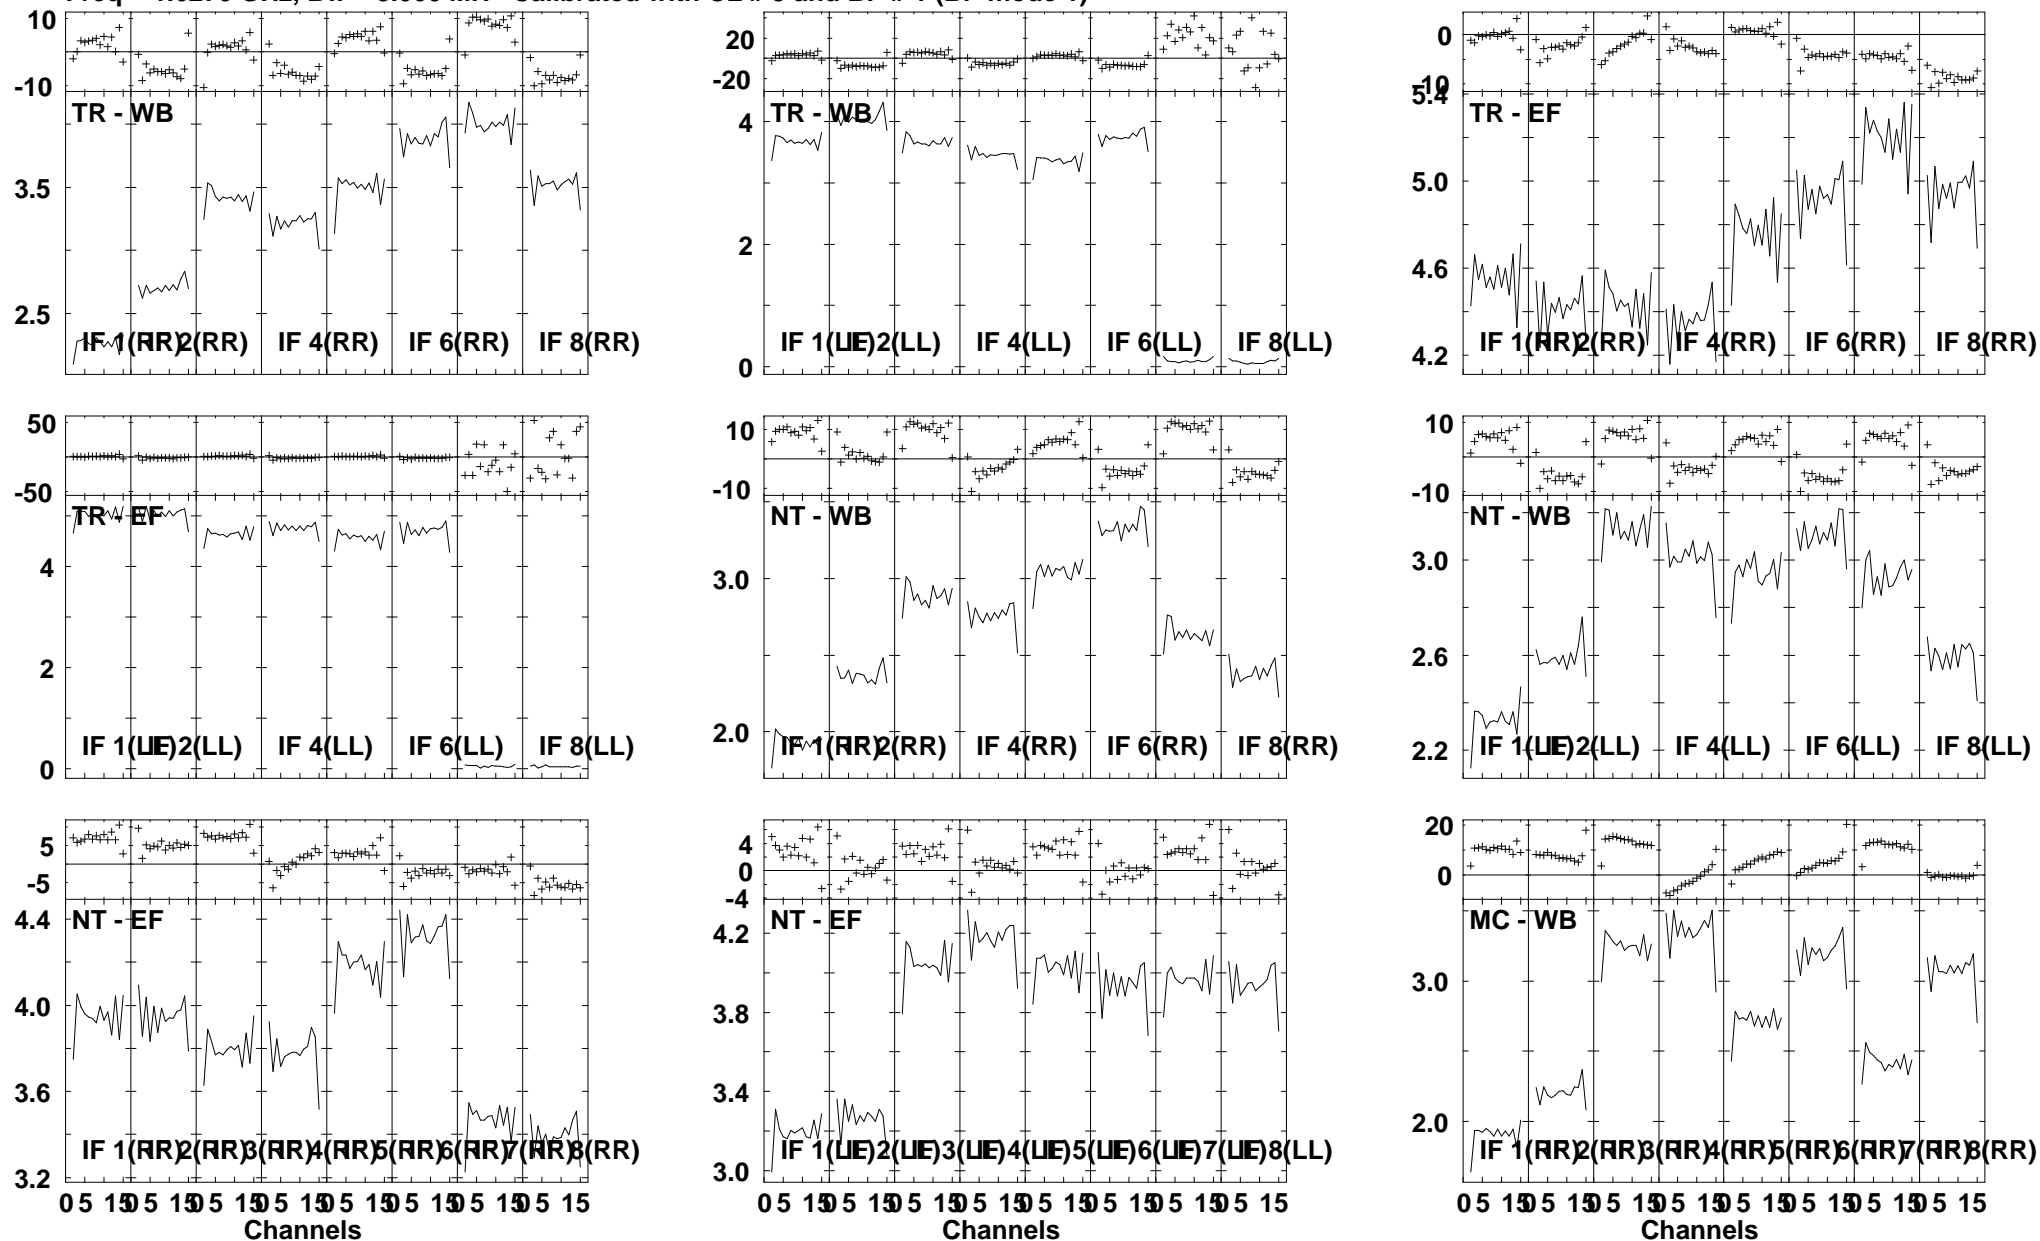 10
-10
TR - WB
3.5
2.5
IF 1(RR) IF 2(RR) IF 4(RR) IF 6(RR) IF 8(RR)
20
0
-20
TR - WB
4
2
0
IF 1(LL) IF 2(LL) IF 4(LL) IF 6(LL) IF 8(LL)
0
-10
5.4
TR - EF
5.0
4.6
4.2
IF 1(RR) IF 2(RR) IF 4(RR) IF 6(RR) IF 8(RR)
50
0
-50
TR - EF
4
2
0
IF 1(LL) IF 2(LL) IF 4(LL) IF 6(LL) IF 8(LL)
10
0
-10
NT - WB
3.0
2.0
IF 1(RR) IF 2(RR) IF 4(RR) IF 6(RR) IF 8(RR)
10
0
-10
NT - WB
3.0
2.6
2.2
IF 1(LL) IF 2(LL) IF 4(LL) IF 6(LL) IF 8(LL)
5
-5
NT - EF
4.4
4.0
3.6
3.2
IF 1(RR) IF 2(RR) IF 3(RR) IF 4(RR) IF 5(RR) IF 6(RR) IF 7(RR) IF 8(RR)
0 5 15 0 5 15 0 5 15 0 5 15 0 5 15 0 5 15 0 5 15 0 5 15
Channels
4
0
-4
NT - EF
4.2
3.8
3.4
3.0
IF 1(LL) IF 2(LL) IF 3(LL) IF 4(LL) IF 5(LL) IF 6(LL) IF 7(LL) IF 8(LL)
0 5 15 0 5 15 0 5 15 0 5 15 0 5 15 0 5 15 0 5 15 0 5 15
Channels
20
0
MC - WB
3.0
2.0
IF 1(RR) IF 2(RR) IF 3(RR) IF 4(RR) IF 5(RR) IF 6(RR) IF 7(RR) IF 8(RR)
0 5 15 0 5 15 0 5 15 0 5 15 0 5 15 0 5 15 0 5 15 0 5 15
Channels